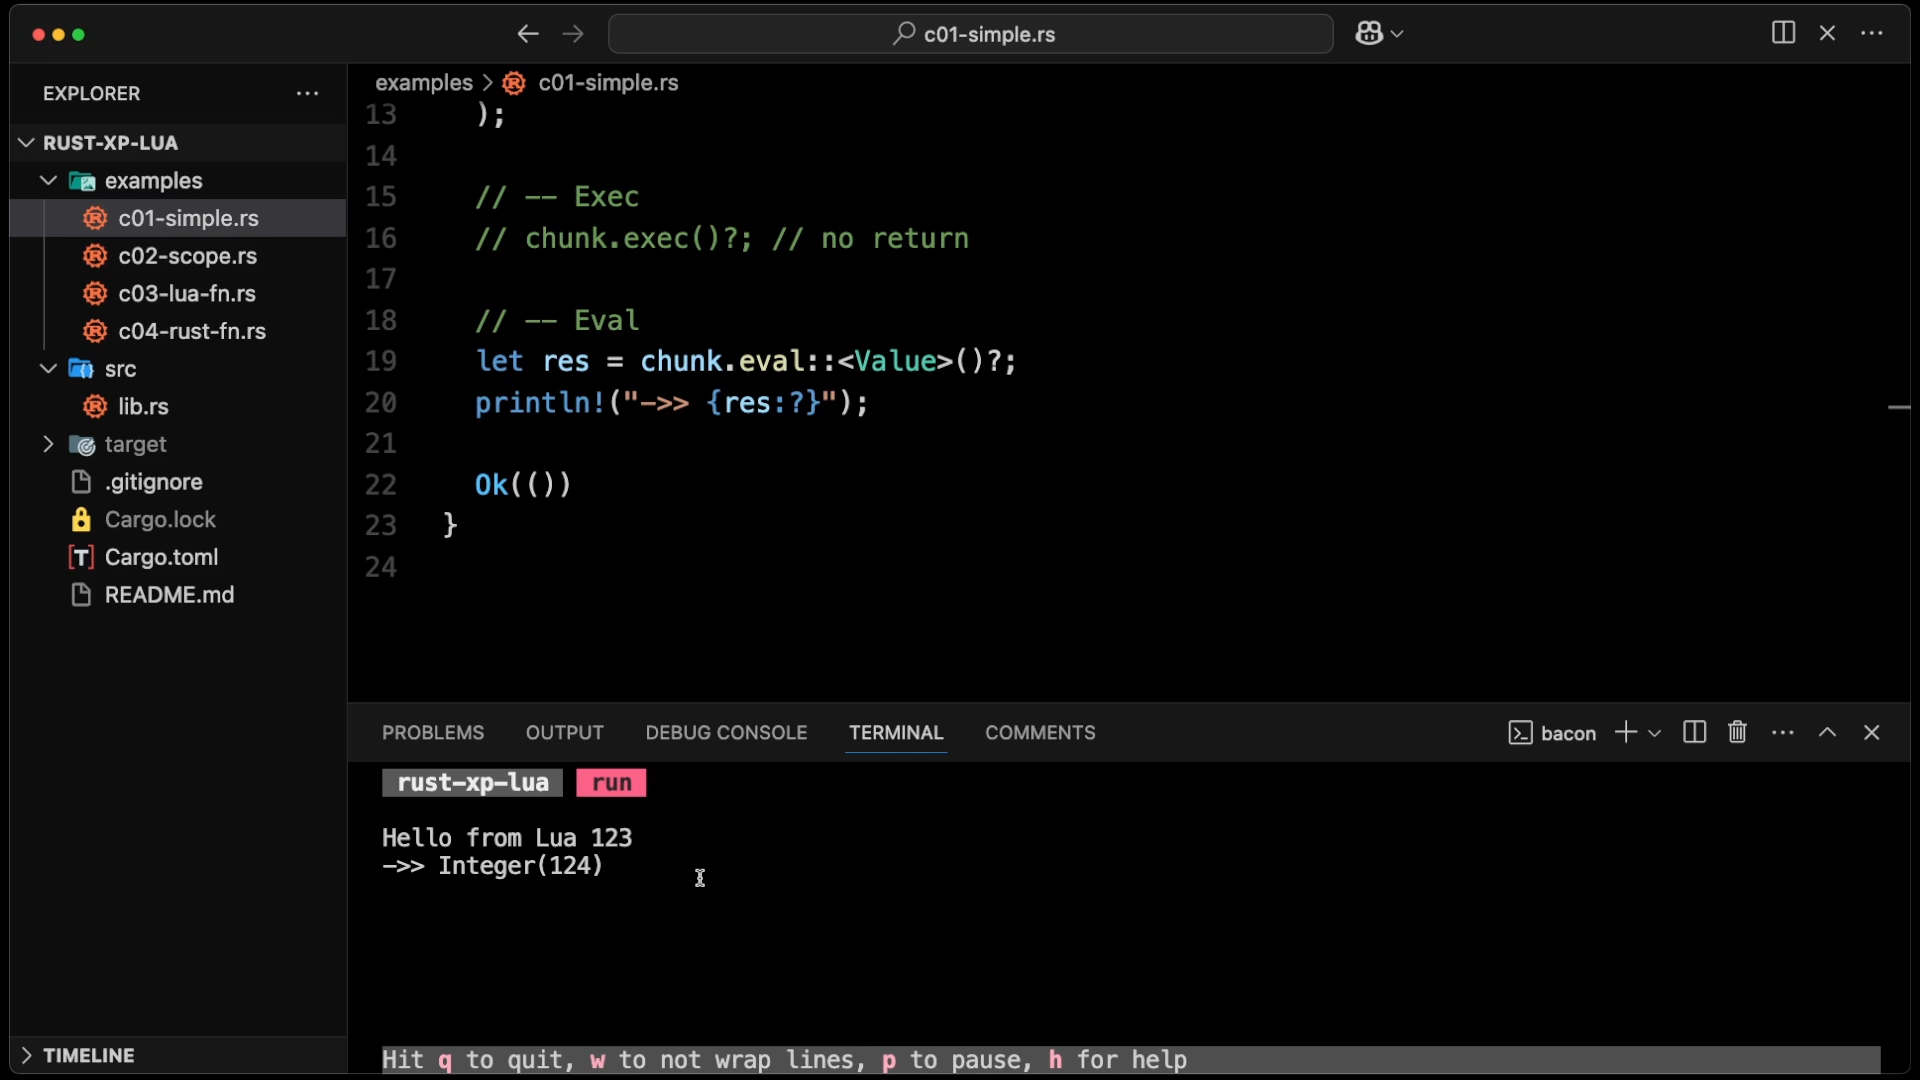 c01-simple.rs
EXPLORER
RUST-XP-LUA
examples
c01-simple.rs
c02-scope.rs
c03-lua-fn.rs
c04-rust-fn.rs
src
lib.rs
target
.gitignore
Cargo.lock
Cargo.toml
README.md
TIMELINE
examples > c01-simple.rs
13 );
14
15 // -- Exec
16 // chunk.exec()?; // no return
17
18 // -- Eval
19 let res = chunk.eval::<Value>()?;
20 println!("->> {res:?}");
21
22 Ok(())
23 }
24
PROBLEMS OUTPUT DEBUG CONSOLE TERMINAL COMMENTS bacon
rust-xp-lua run
Hello from Lua 123
->> Integer(124)
Hit q to quit, w to not wrap lines, p to pause, h for help